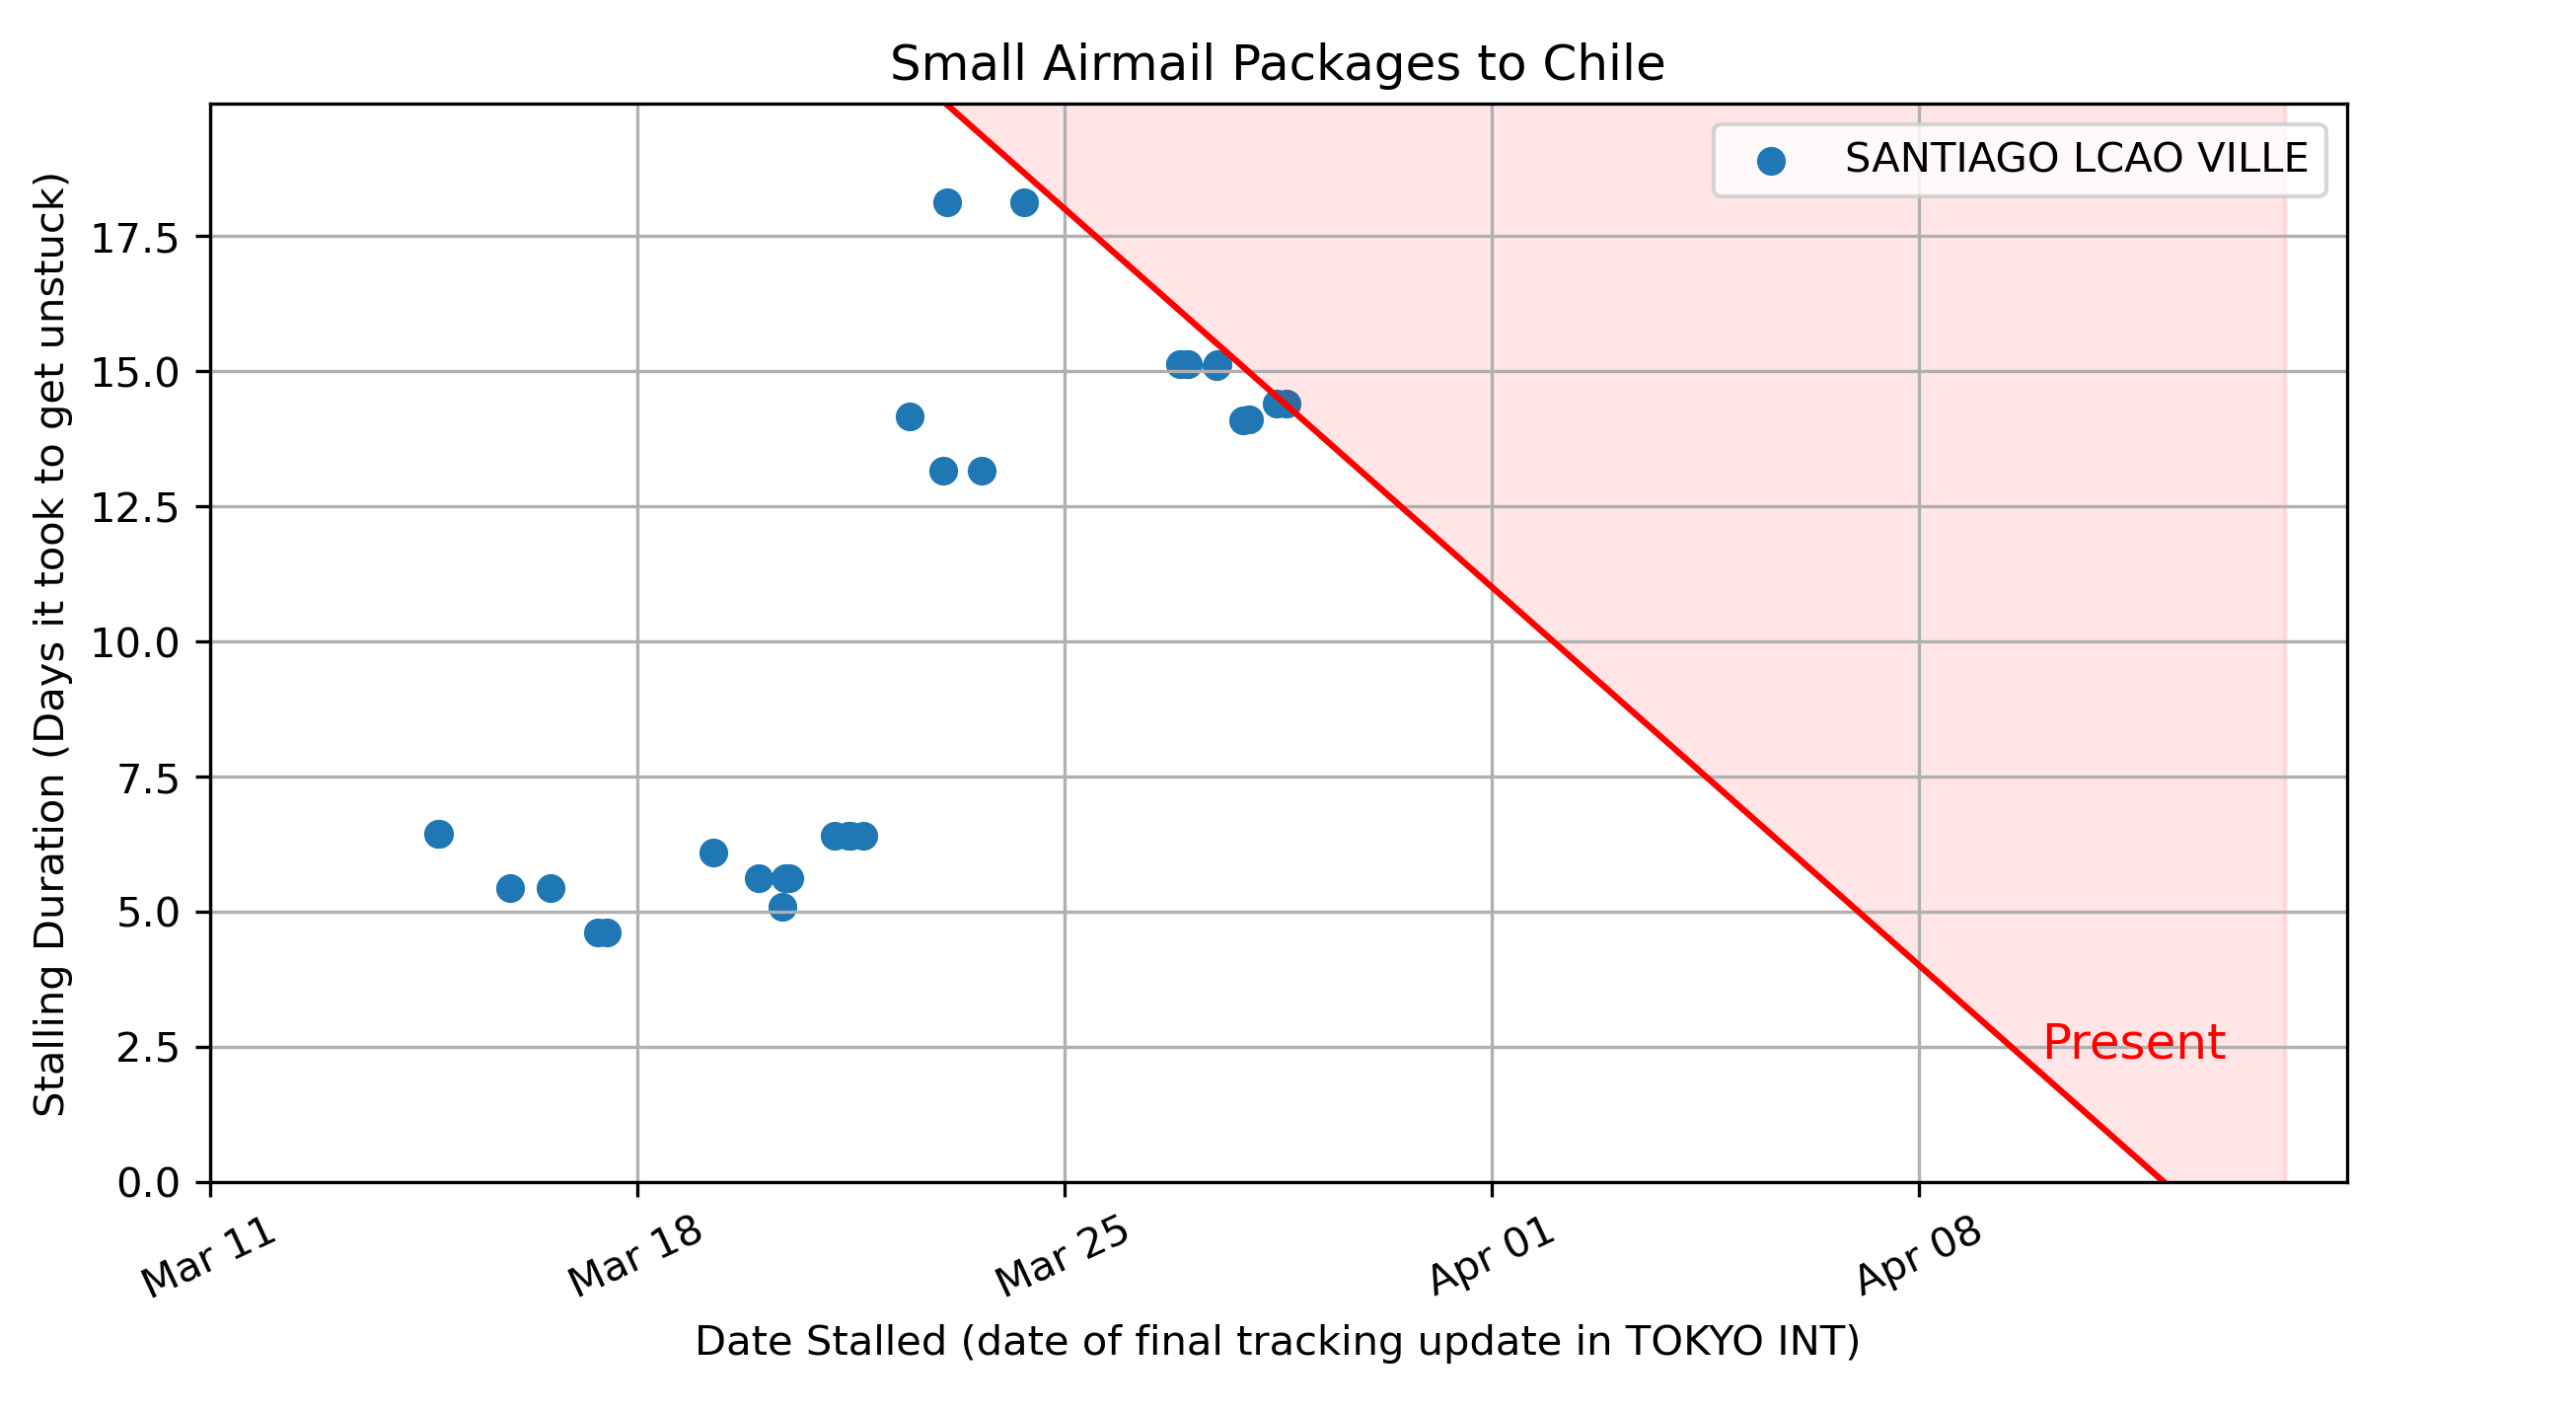 Small Airmail Packages to Chile
SANTIAGO LCAO VILLE
Stalling Duration (Days it took to get unstuck)
17.5
15.0
12.5
10.0
7.5
5.0
2.5
0.0
Present
Mar 11
Mar 18
Mar 25
Apr 01
Apr 08
Date Stalled (date of final tracking update in TOKYO INT)